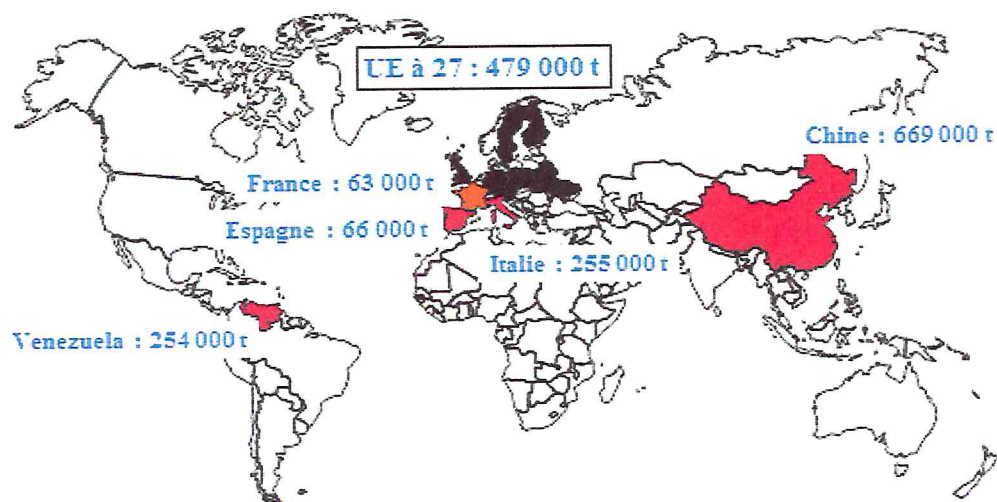 UE à 27 : 479 000 t
Chine : 669 000 t
France : 63 000 t
Espagne : 66 000 t
Italie : 255 000 t
Venezuela : 254 000 t